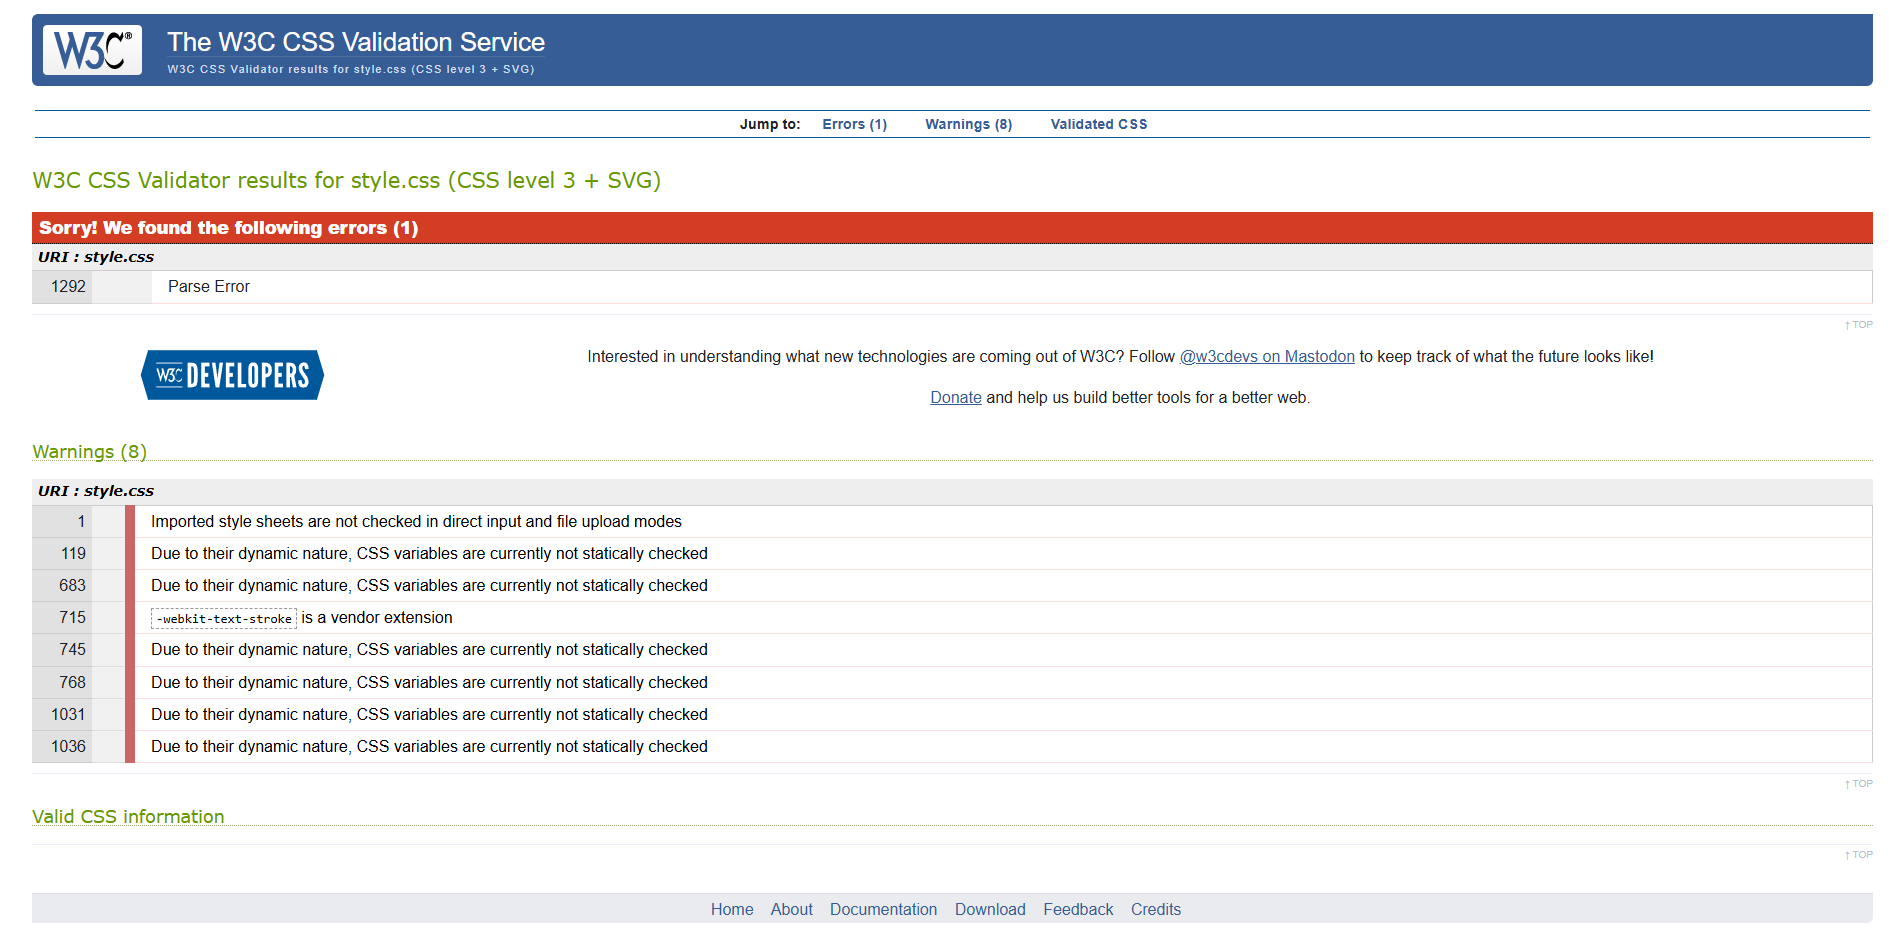 W3C®
The W3C CSS Validation Service
W3C CSS Validator results for style.css (CSS level 3 + SVG)
Jump to: Errors (1) Warnings (8) Validated CSS
W3C CSS Validator results for style.css (CSS level 3 + SVG)
Sorry! We found the following errors (1)
URI : style.css
1292 Parse Error
↑ TOP
W3C DEVELOPERS
Interested in understanding what new technologies are coming out of W3C? Follow @w3cdevs on Mastodon to keep track of what the future looks like!
Donate and help us build better tools for a better web.
Warnings (8)
URI : style.css
1 Imported style sheets are not checked in direct input and file upload modes
119 Due to their dynamic nature, CSS variables are currently not statically checked
683 Due to their dynamic nature, CSS variables are currently not statically checked
715 -webkit-text-stroke is a vendor extension
745 Due to their dynamic nature, CSS variables are currently not statically checked
768 Due to their dynamic nature, CSS variables are currently not statically checked
1031 Due to their dynamic nature, CSS variables are currently not statically checked
1036 Due to their dynamic nature, CSS variables are currently not statically checked
↑ TOP
Valid CSS information
↑ TOP
Home About Documentation Download Feedback Credits